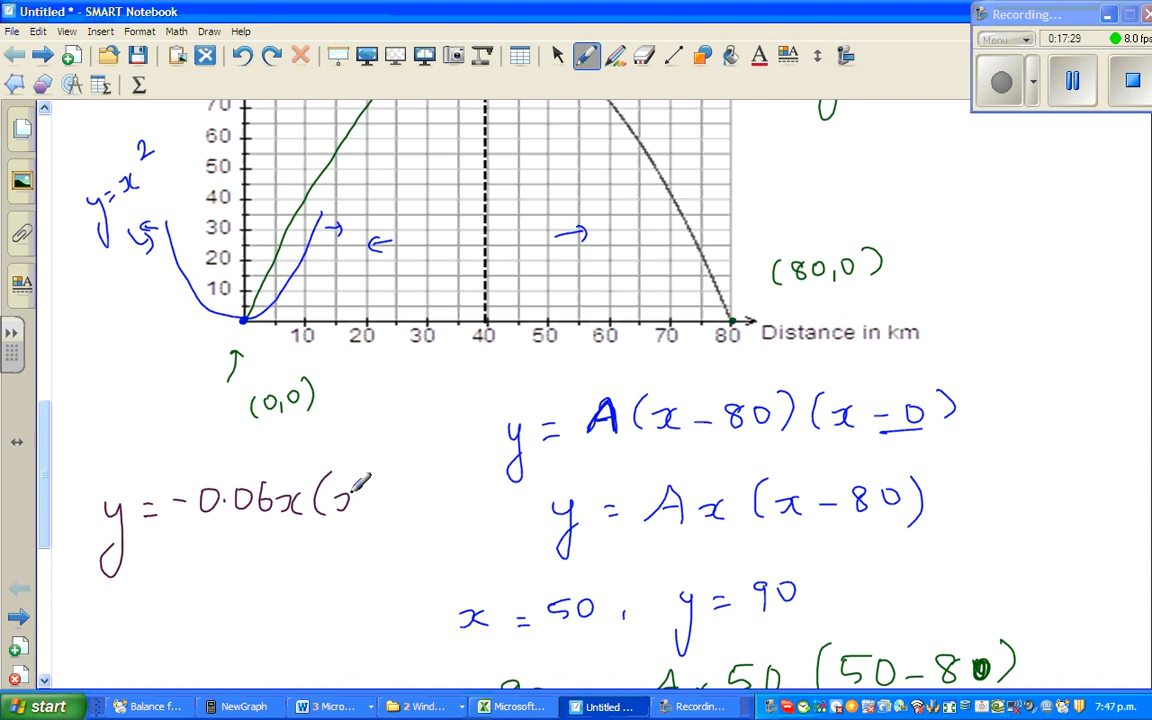 Untitled * - SMART Notebook
Recording...
File Edit View Insert Format Math Draw Help
Menu 0:17:29 8.0 fps
70
60
50
40
30
20
10
y = x²
10 20 30 40 50 60 70 80 Distance in km
(80,0)
(0,0)
y = A(x - 80)(x - 0)
y = -0.06x(
y = Ax(x - 80)
x = 50, y = 90
50(50 - 80)
start Balance f... NewGraph 3 Micro... 2 Wind... Microsoft... Untitled ... Recordin... 7:47 p.m.